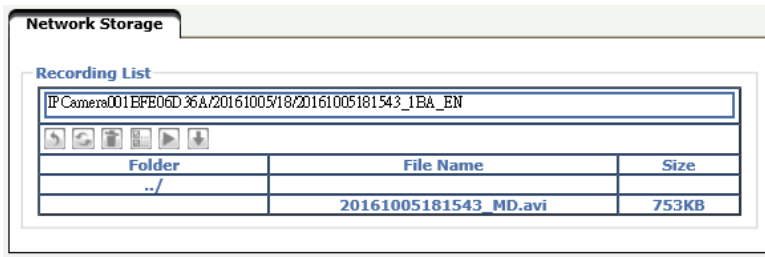 Network Storage
Recording List
IPCamera001BFE06D36A/20161005/18/20161005181543_1BA_EN
Folder File Name Size
../
20161005181543_MD.avi 753KB